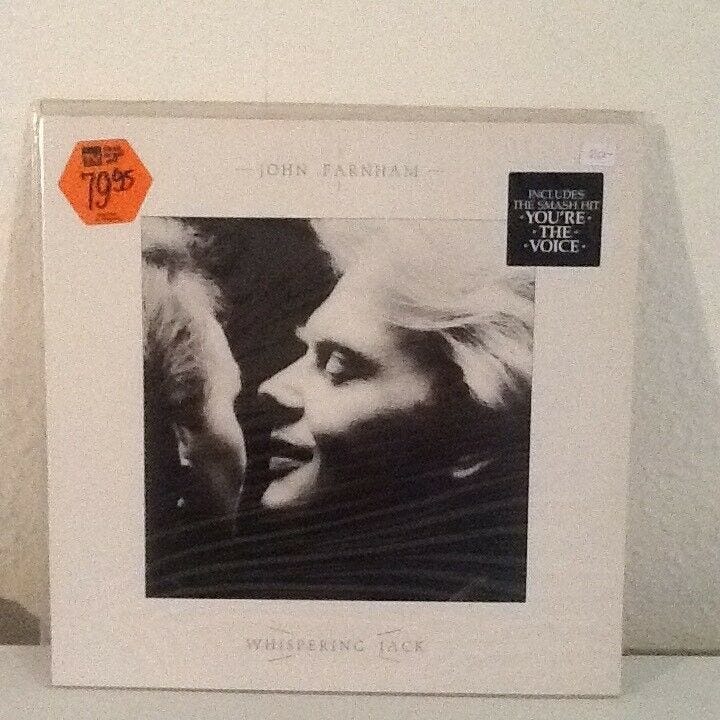 — JOHN FARNHAM —
79.95
INCLUDES
THE SMASH HIT
·YOU'RE·
·THE·
·VOICE·
WHISPERING JACK